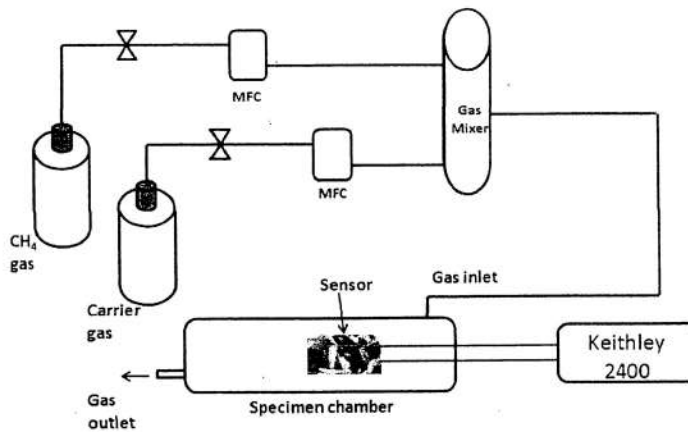 MFC
Gas
Mixer
MFC
CH₄
gas
Carrier
gas
Sensor
Gas inlet
Keithley
2400
Gas
outlet
Specimen chamber